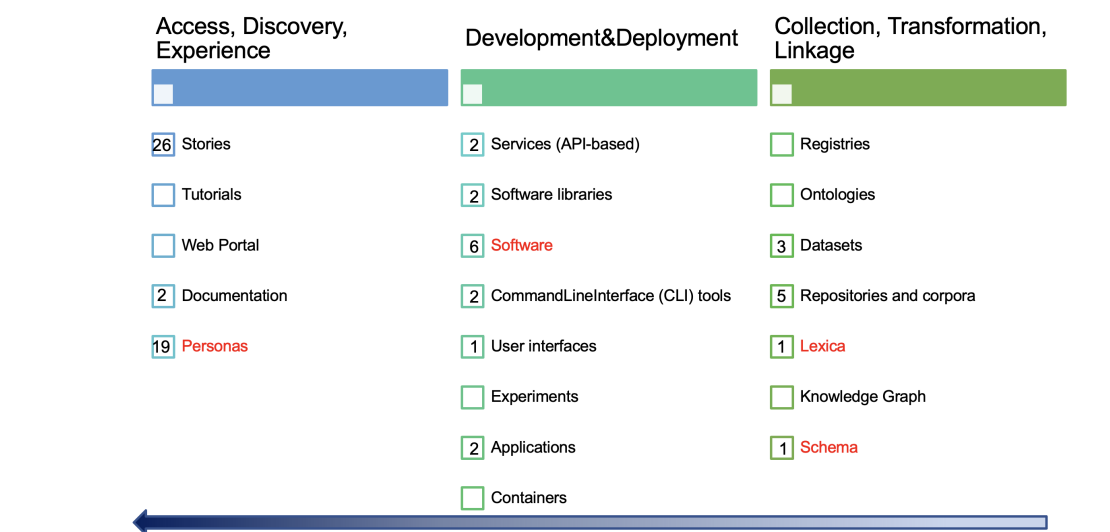 Access, Discovery,
Experience
26 Stories
Tutorials
Web Portal
2 Documentation
19 Personas
Development&Deployment
2 Services (API-based)
2 Software libraries
6 Software
2 CommandLineInterface (CLI) tools
1 User interfaces
Experiments
2 Applications
Containers
Collection, Transformation,
Linkage
Registries
Ontologies
3 Datasets
5 Repositories and corpora
1 Lexica
Knowledge Graph
1 Schema